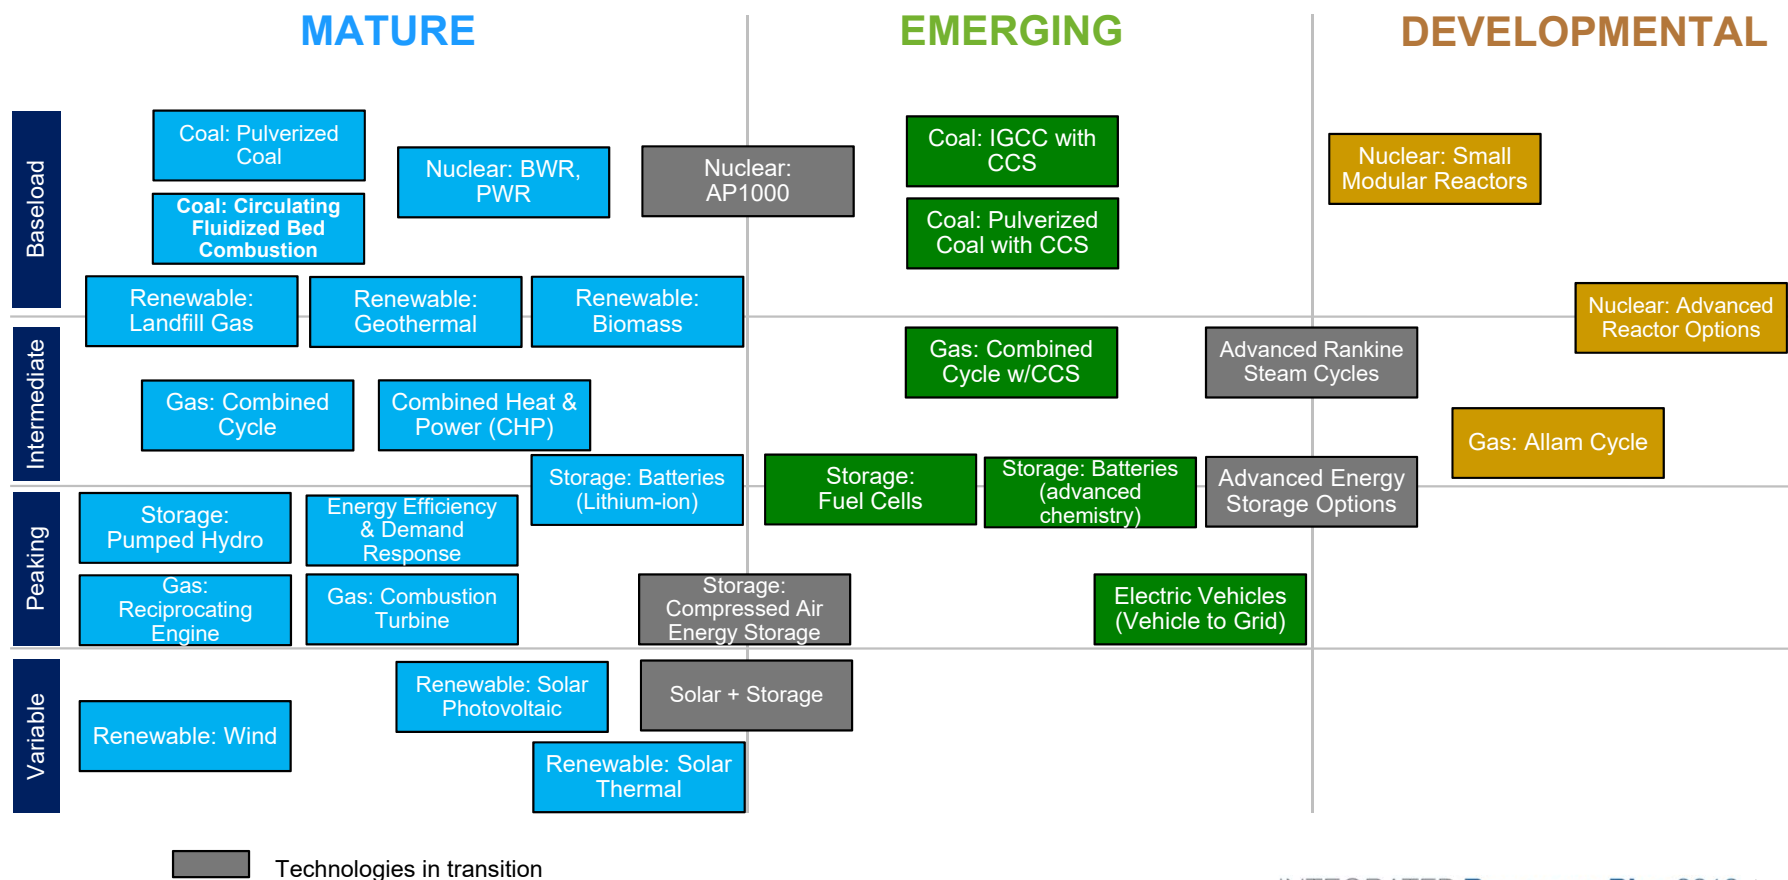 MATURE
EMERGING
DEVELOPMENTAL
Baseload
Coal: Pulverized
Coal
Nuclear: BWR,
PWR
Nuclear:
AP1000
Coal: IGCC with
CCS
Nuclear: Small
Modular Reactors
Coal: Circulating
Fluidized Bed
Combustion
Coal: Pulverized
Coal with CCS
Renewable:
Landfill Gas
Renewable:
Geothermal
Renewable:
Biomass
Nuclear: Advanced
Reactor Options
Intermediate
Gas: Combined
Cycle w/CCS
Advanced Rankine
Steam Cycles
Gas: Combined
Cycle
Combined Heat &
Power (CHP)
Gas: Allam Cycle
Storage: Batteries
(Lithium-ion)
Storage:
Fuel Cells
Storage: Batteries
(advanced
chemistry)
Advanced Energy
Storage Options
Peaking
Storage:
Pumped Hydro
Energy Efficiency
& Demand
Response
Gas:
Reciprocating
Engine
Gas: Combustion
Turbine
Storage:
Compressed Air
Energy Storage
Electric Vehicles
(Vehicle to Grid)
Variable
Renewable: Solar
Photovoltaic
Solar + Storage
Renewable: Wind
Renewable: Solar
Thermal
Technologies in transition